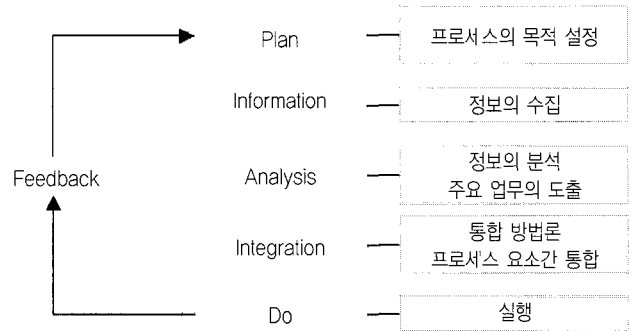 Plan
프로세스의 목적 설정
Information
정보의 수집
Feedback
Analysis
정보의 분석
주요 업무의 도출
Integration
통합 방법론
프로세스 요소간 통합
Do
실행